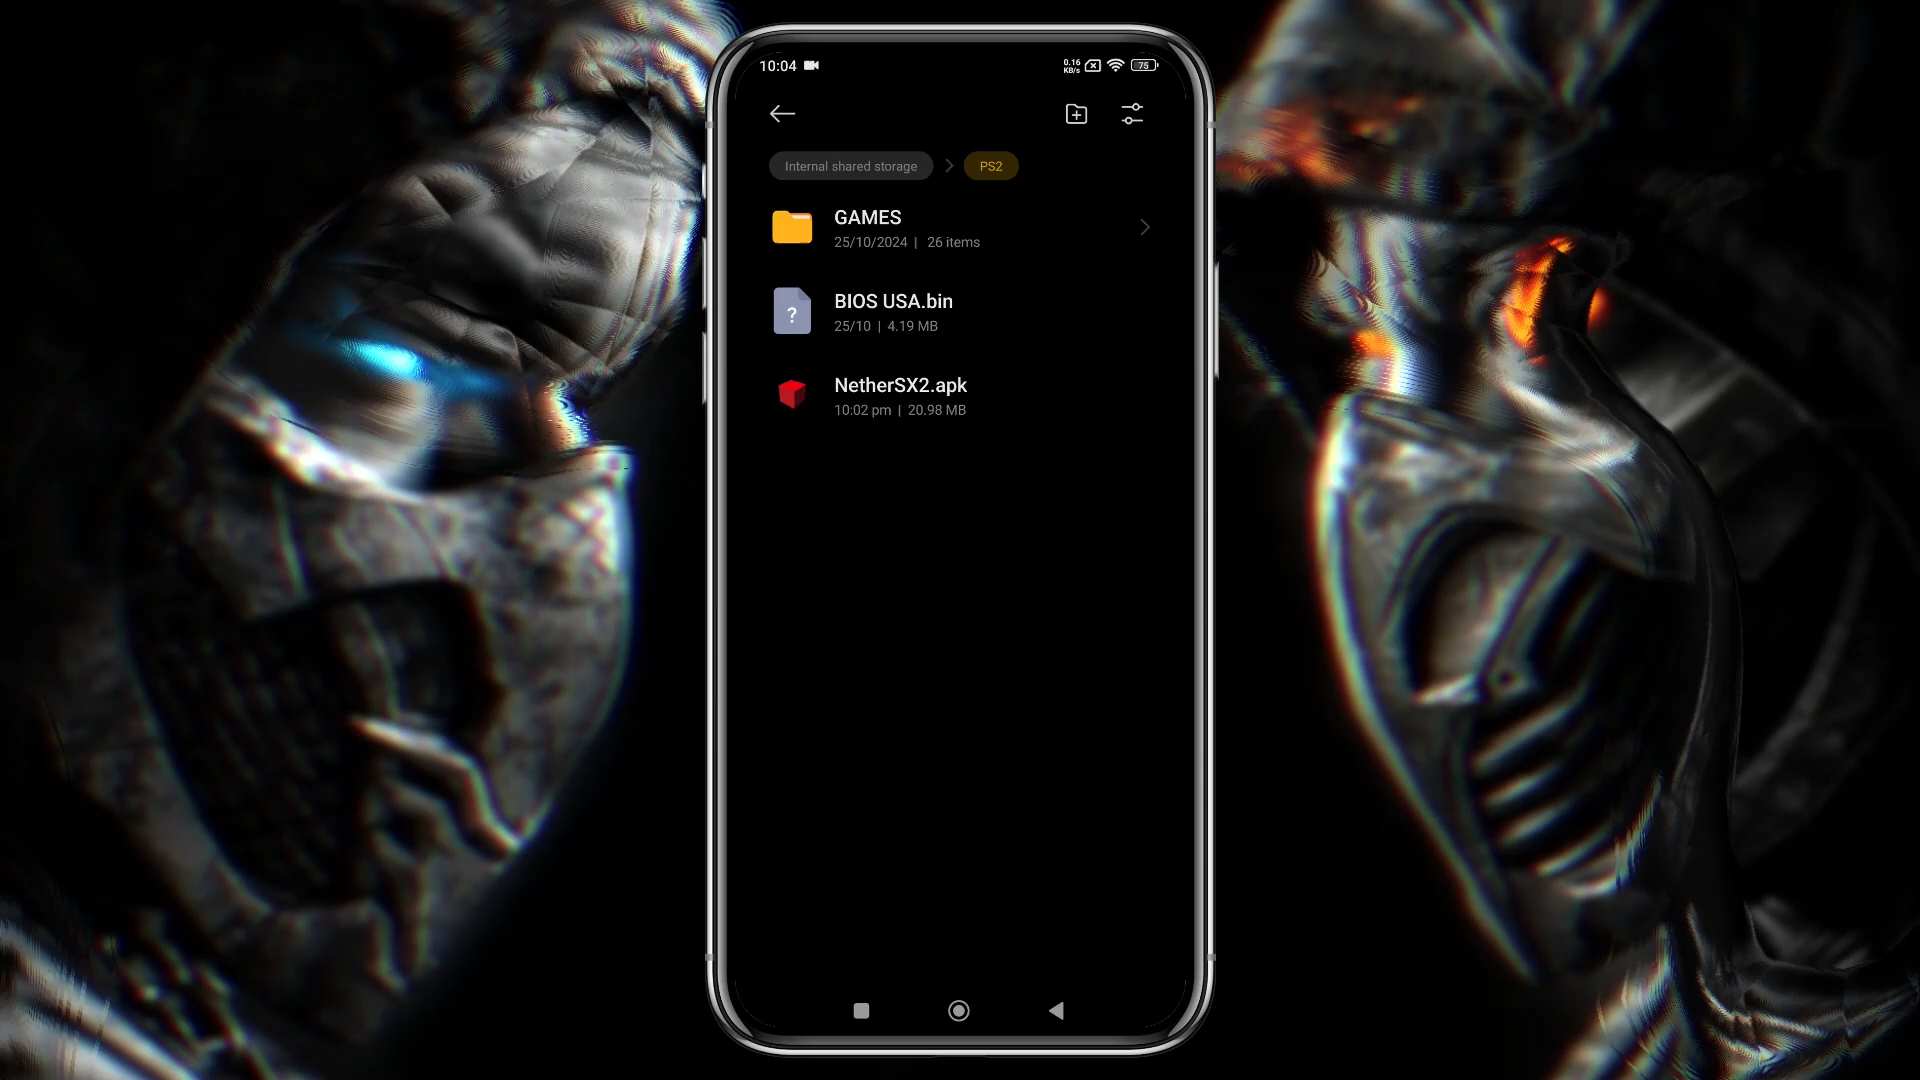 10:04
0.16
KB/s
75
Internal shared storage
PS2
GAMES
25/10/2024 | 26 items
?
BIOS USA.bin
25/10 | 4.19 MB
NetherSX2.apk
10:02 pm | 20.98 MB